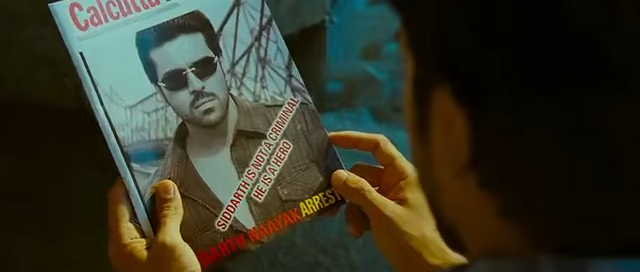 Calcutta
SIDDARTH IS NOT A CRIMINAL
HE IS A HERO
NAAYAK ARREST